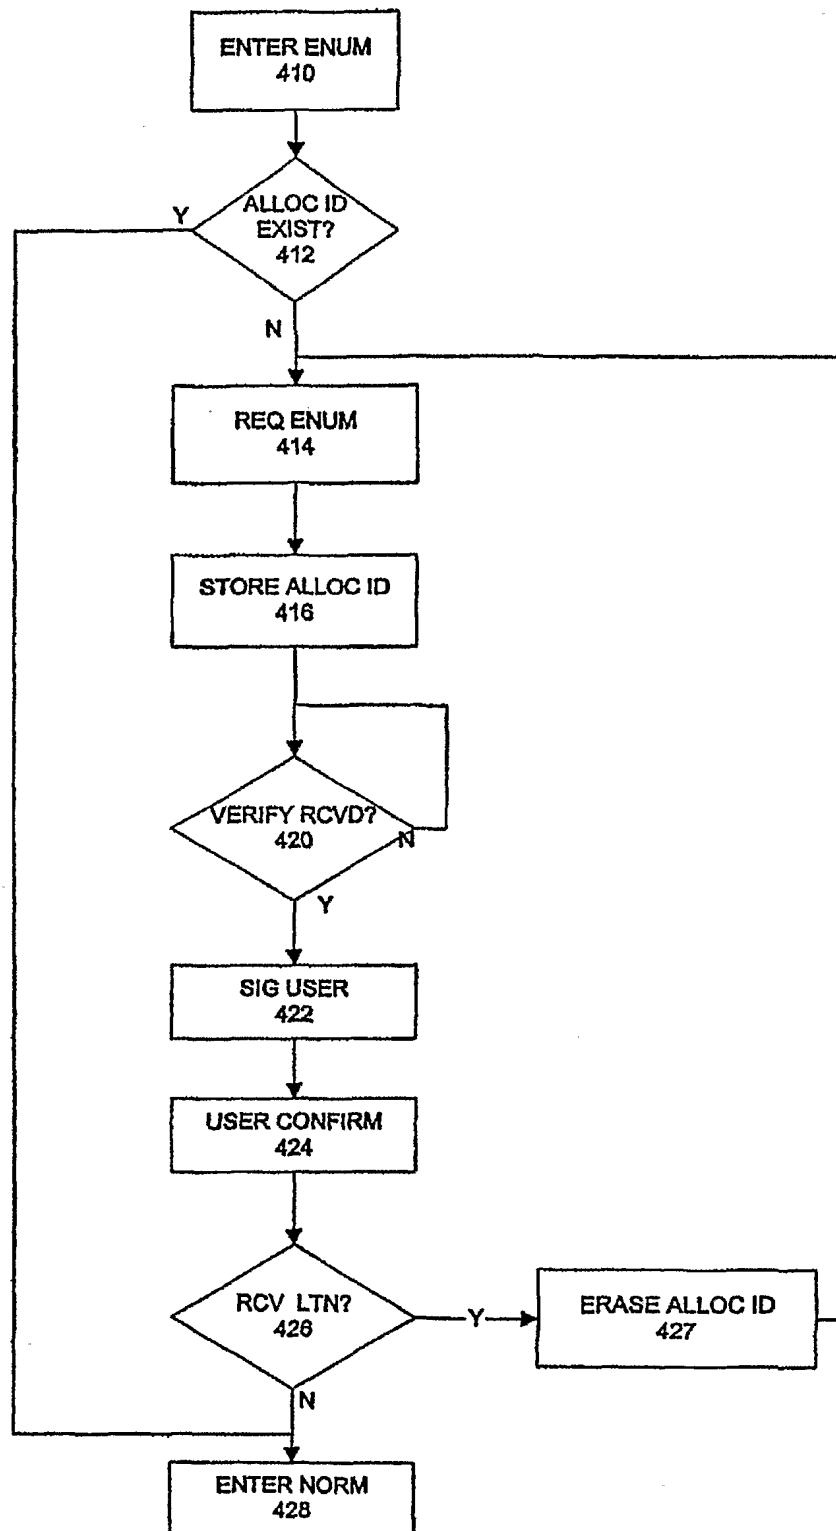 ENTER ENUM
410
ALLOC ID
EXIST?
412
Y
N
REQ ENUM
414
STORE ALLOC ID
416
VERIFY RCVD?
420
N
Y
SIG USER
422
USER CONFIRM
424
RCV LTN?
426
Y
ERASE ALLOC ID
427
N
ENTER NORM
428